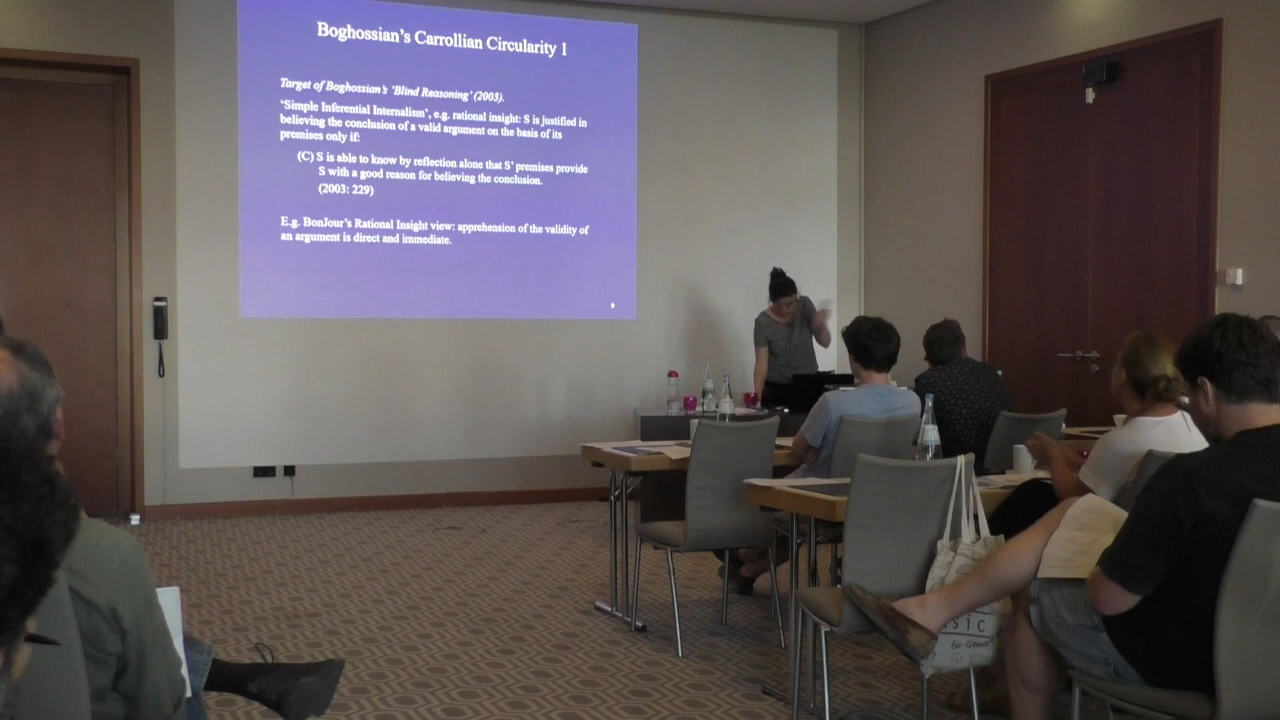 Boghossian's Carrollian Circularity 1
Target of Boghossian's 'Blind Reasoning' (2003).
'Simple Inferential Internalism', e.g. rational insight: S is justified in
believing the conclusion of a valid argument on the basis of its
premises only if:
(C) S is able to know by reflection alone that S' premises provide
S with a good reason for believing the conclusion.
(2003: 229)
E.g. BonJour's Rational Insight view: apprehension of the validity of
an argument is direct and immediate.
9